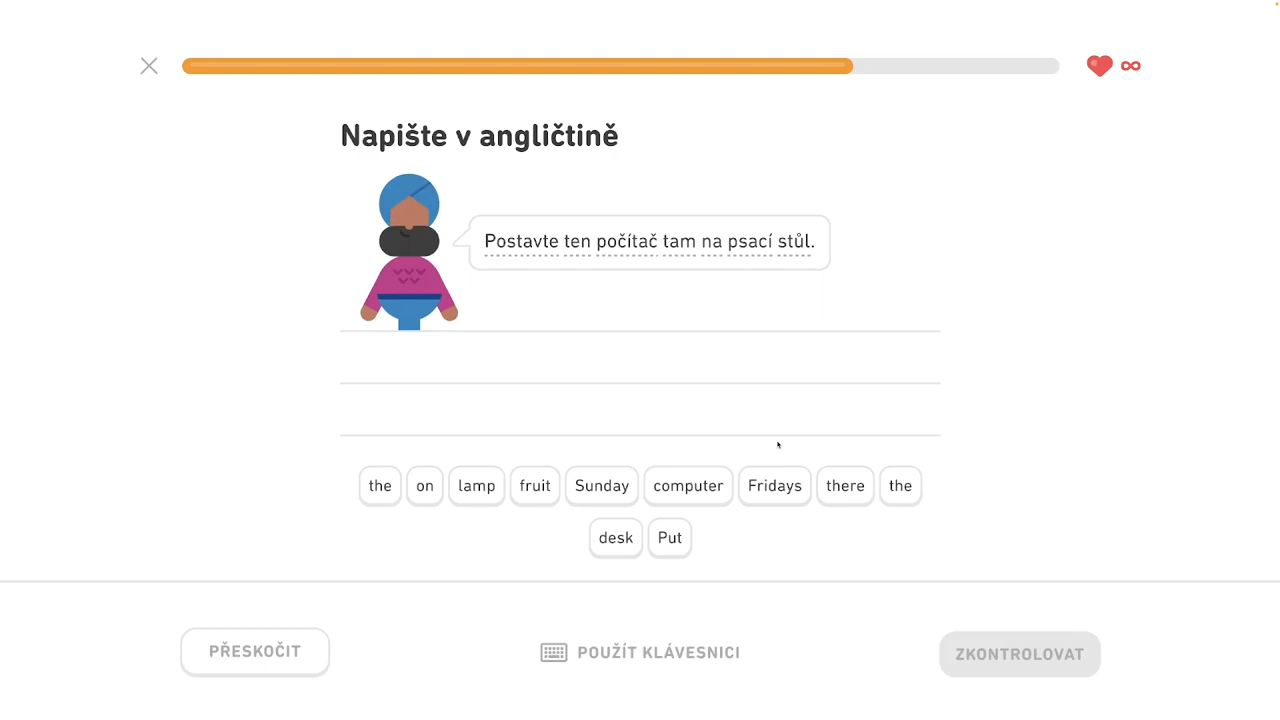 Napište v angličtině
Postavte ten počítač tam na psací stůl.
the on lamp fruit Sunday computer Fridays there the
desk Put
PŘESKOČIT
POUŽÍT KLÁVESNICI
ZKONTROLOVAT